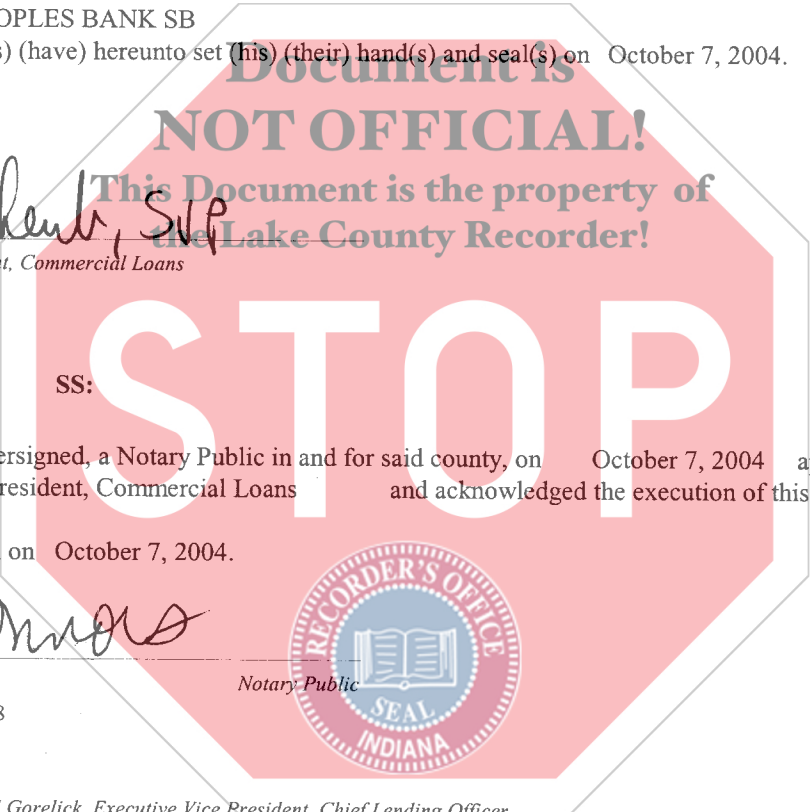 OPLES BANK SB
s) (have) hereunto set (his) (their) hand(s) and seal(s) on October 7, 2004.
Document is
NOT OFFICIAL!
This Document is the property of
the Lake County Recorder!
SVP
t, Commercial Loans
STOP
SS:
ersigned, a Notary Public in and for said county, on October 7, 2004 a
resident, Commercial Loans and acknowledged the execution of this
on October 7, 2004.
RECORDER'S OFFICE
SEAL
INDIANA
Notary Public
8
Gorelick, Executive Vice President, Chief Lending Officer